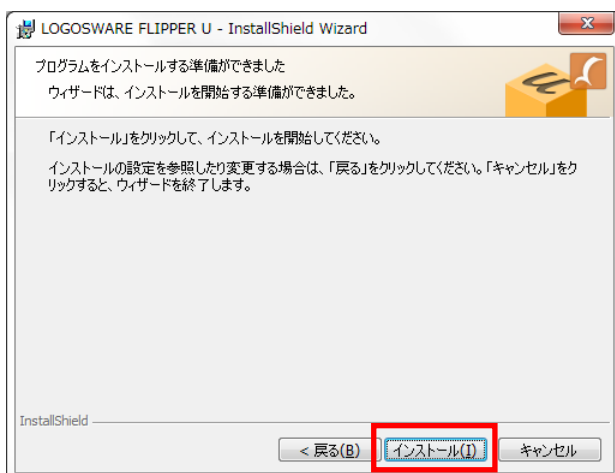 LOGOSWARE FLIPPER U - InstallShield Wizard
プログラムをインストールする準備ができました
ウィザードは、インストールを開始する準備ができました。
u
「インストール」をクリックして、インストールを開始してください。
インストールの設定を参照したり変更する場合は、「戻る」をクリックしてください。「キャンセル」をク
リックすると、ウィザードを終了します。
InstallShield
< 戻る(B)
インストール(I)
キャンセル